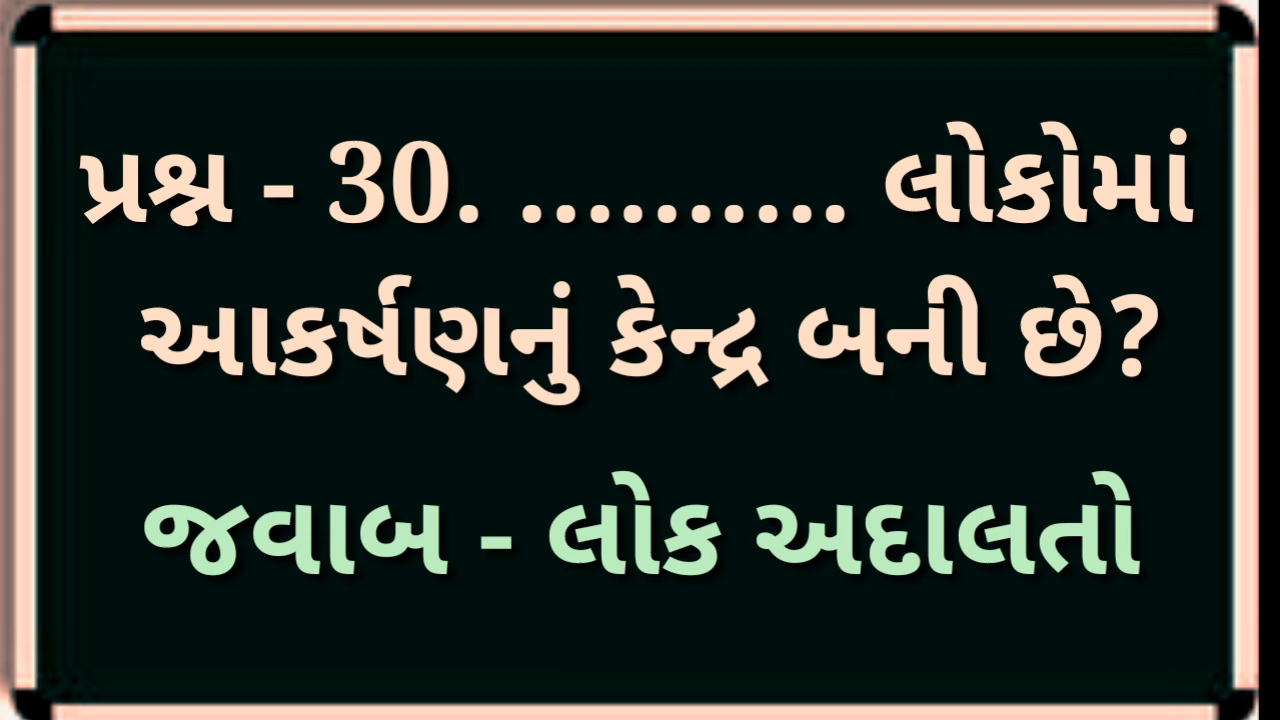 પ્રશ્ન - 30. .......... લોકોમાં
આકર્ષણનું કેન્દ્ર બની છે?
જવાબ - લોક અદાલતો